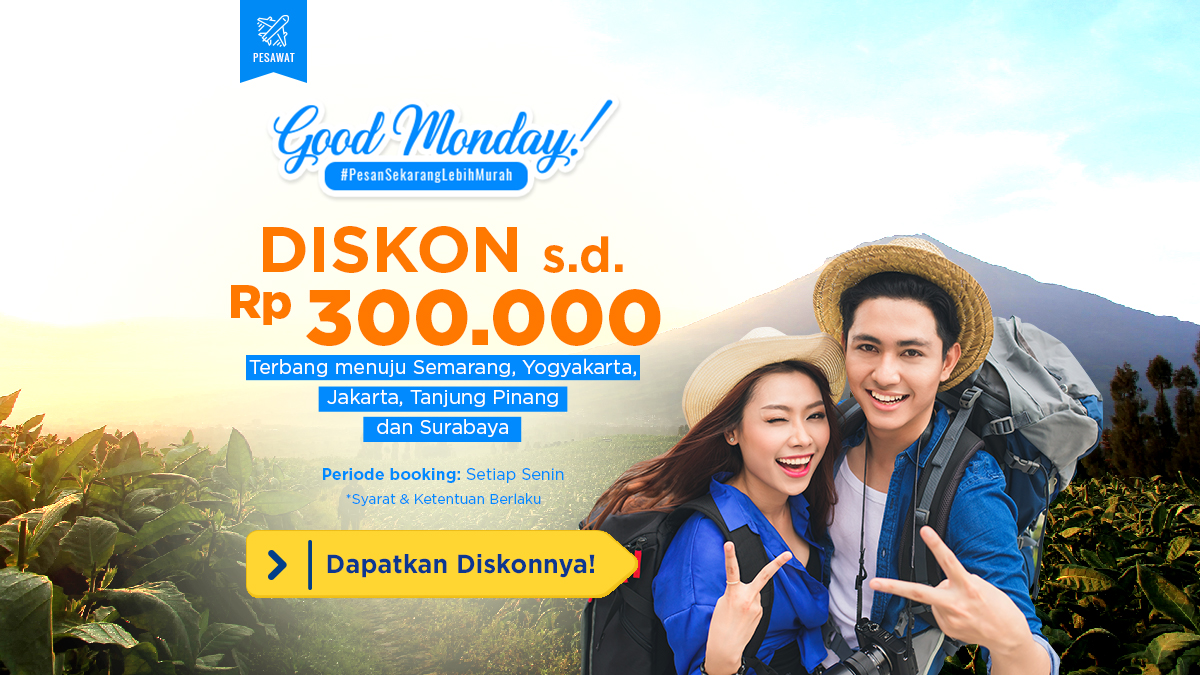 PESAWAT
Good Monday!
#PesanSekarangLebihMurah
DISKON s.d.
Rp 300.000
Terbang menuju Semarang, Yogyakarta,
Jakarta, Tanjung Pinang
dan Surabaya
Periode booking: Setiap Senin
*Syarat & Ketentuan Berlaku
Dapatkan Diskonnya!